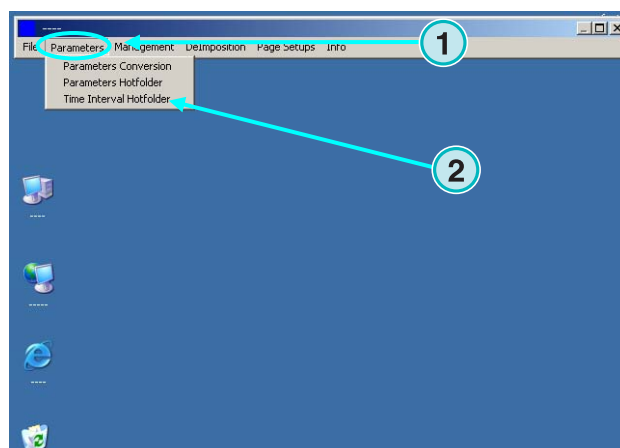 ----
File Parameters Management DeImposition Page Setups Info
1
Parameters Conversion
Parameters Hotfolder
Time Interval Hotfolder
2
----
-----
----